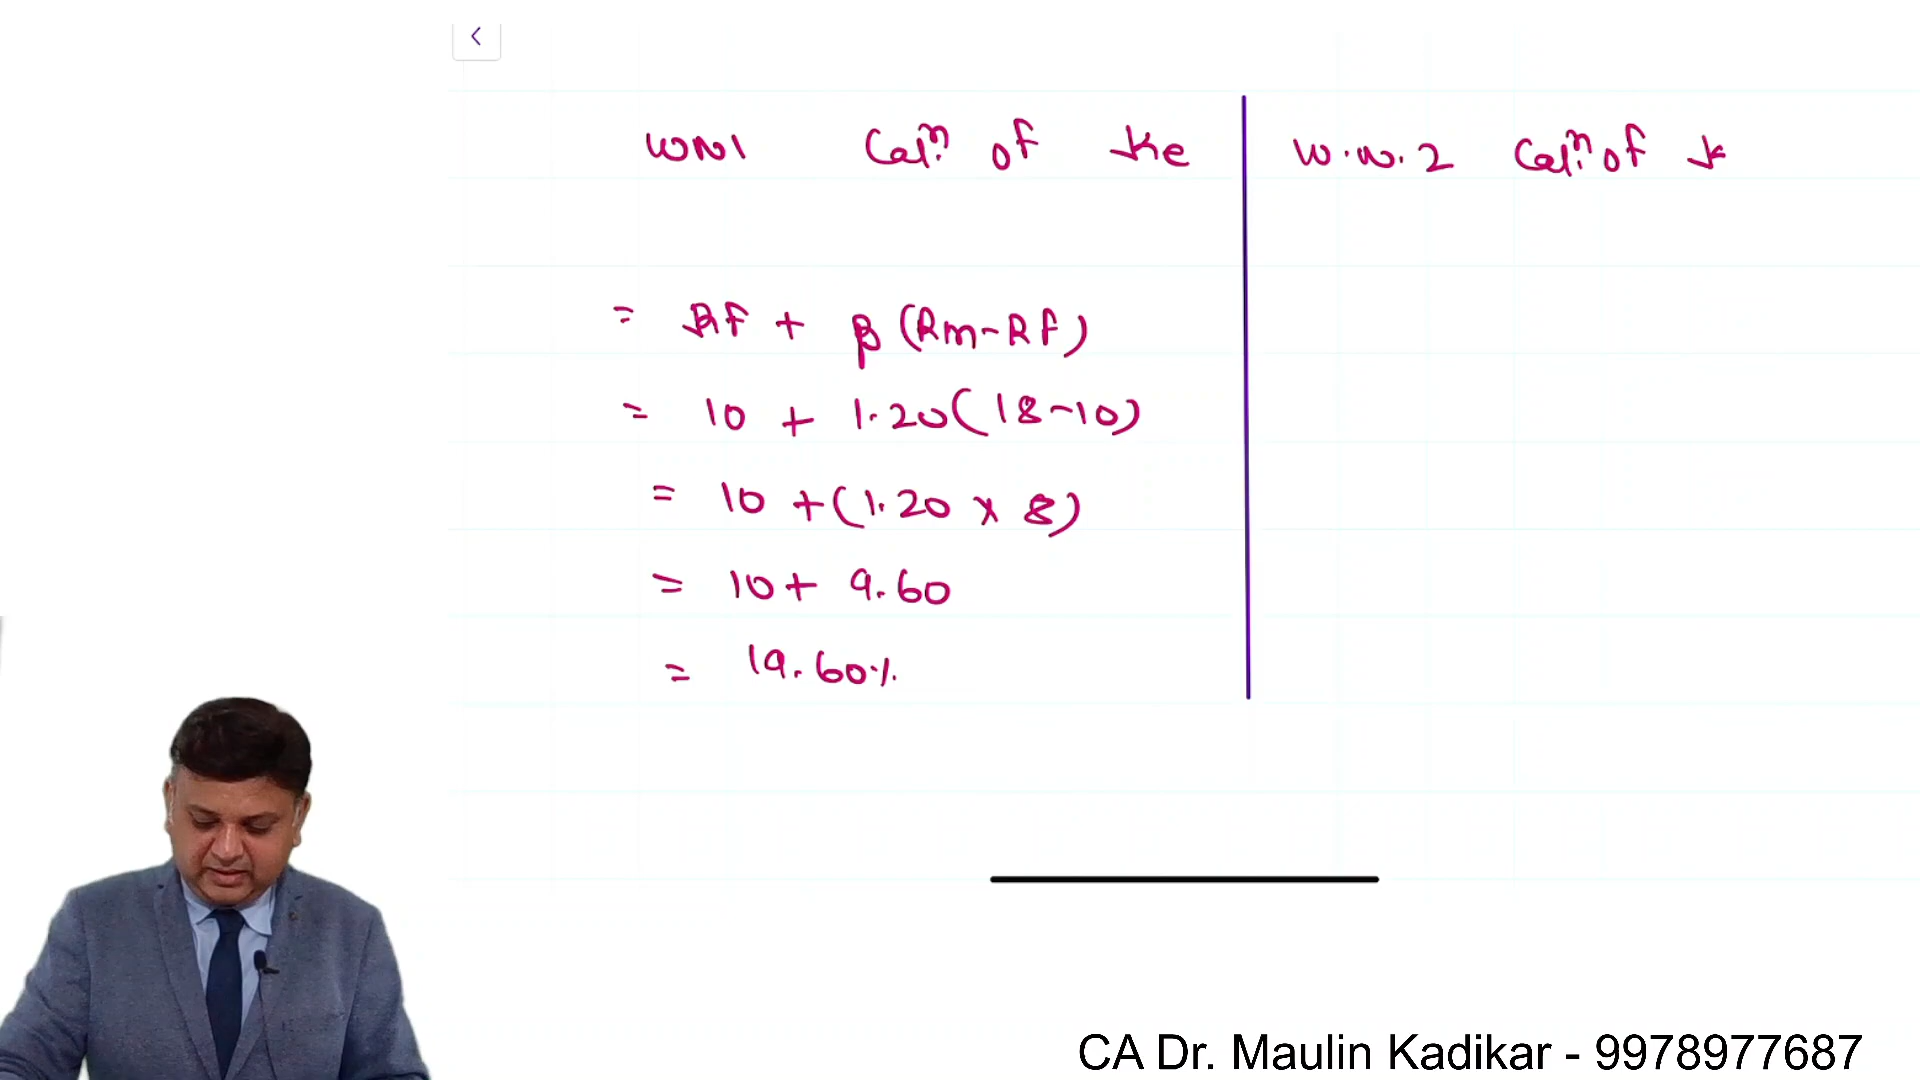 WN1 Calⁿ. of Ke
= RF + β (Rm-RF)
= 10 + 1.20(18-10)
= 10 + (1.20 x 8)
= 10 + 9.60
= 19.60%
W.N. 2 Calⁿ. of K
CA Dr. Maulin Kadikar - 9978977687